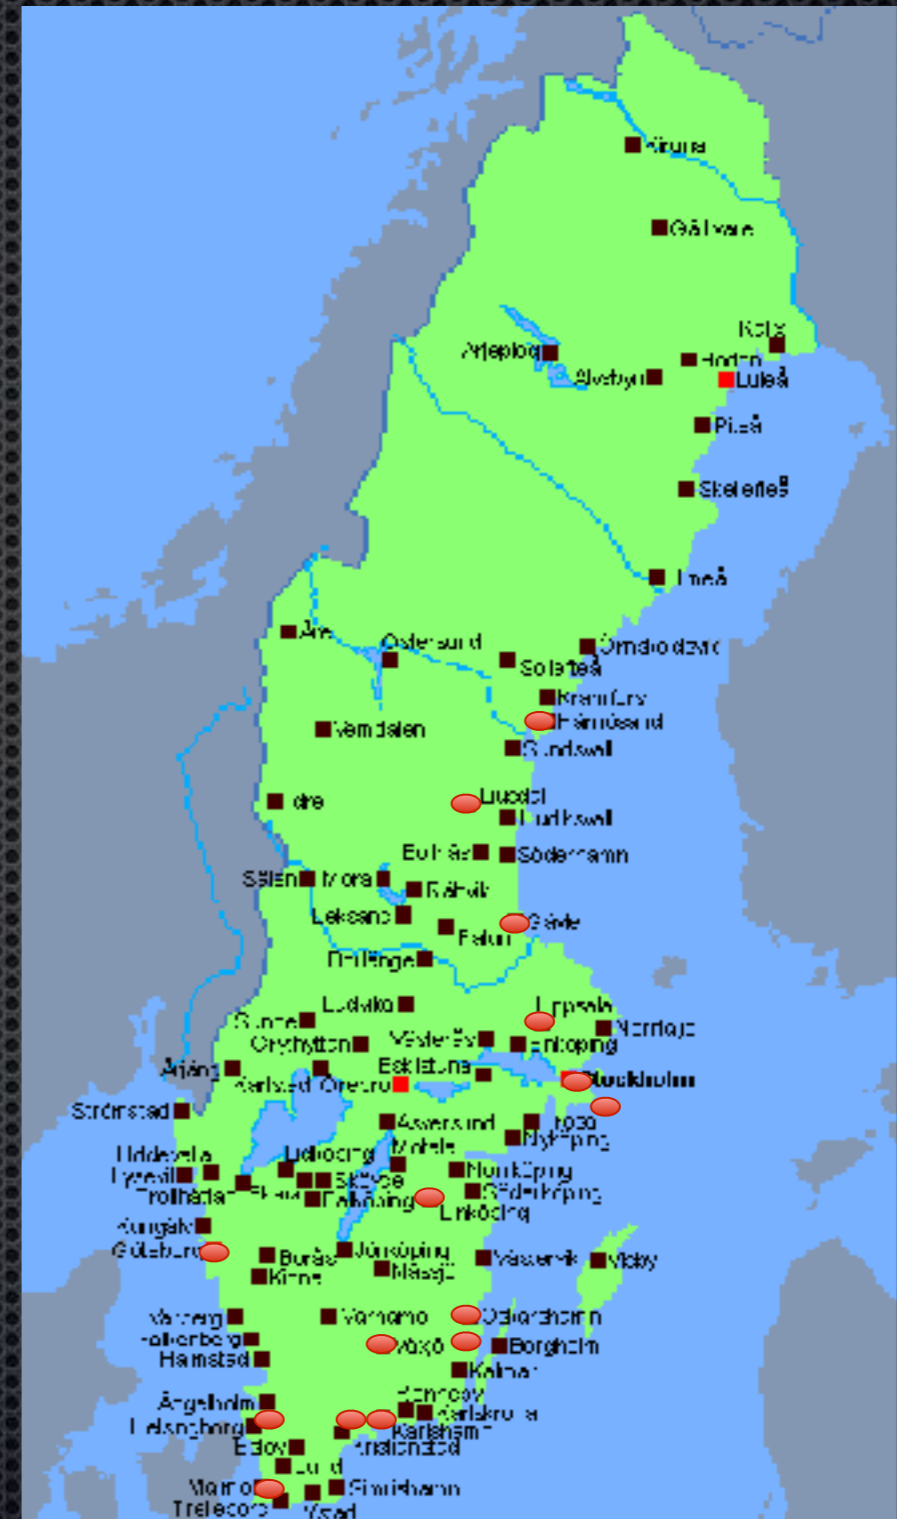 Kiruna
Gällivare
Kalix
Arjeplog
Boden
Älvsbyn
Luleå
Piteå
Skellefteå
Umeå
Åre
Östersund
Örnsköldsvik
Sollefteå
Kramfors
Härnösand
Vemdalen
Sundsvall
Idre
Ljusdal
Hudiksvall
Bollnäs
Söderhamn
Sälen
Mora
Rättvik
Leksand
Gävle
Falun
Borlänge
Ludvika
Uppsala
Sunne
Norrtälje
Västerås
Grythyttan
Enköping
Årjäng
Eskilstuna
Karlstad
Örebro
Stockholm
Strömstad
Askersund
Trosa
Nyköping
Motala
Uddevalla
Lidköping
Lysekil
Norrköping
Skövde
Trollhättan
Skara
Falköping
Söderköping
Linköping
Kungälv
Göteborg
Borås
Jönköping
Västervik
Visby
Kinna
Nässjö
Varberg
Värnamo
Oskarshamn
Falkenberg
Växjö
Borgholm
Halmstad
Kalmar
Ronneby
Ängelholm
Karlskrona
Helsingborg
Karlshamn
Eslöv
Kristianstad
Lund
Malmö
Simrishamn
Trelleborg
Ystad